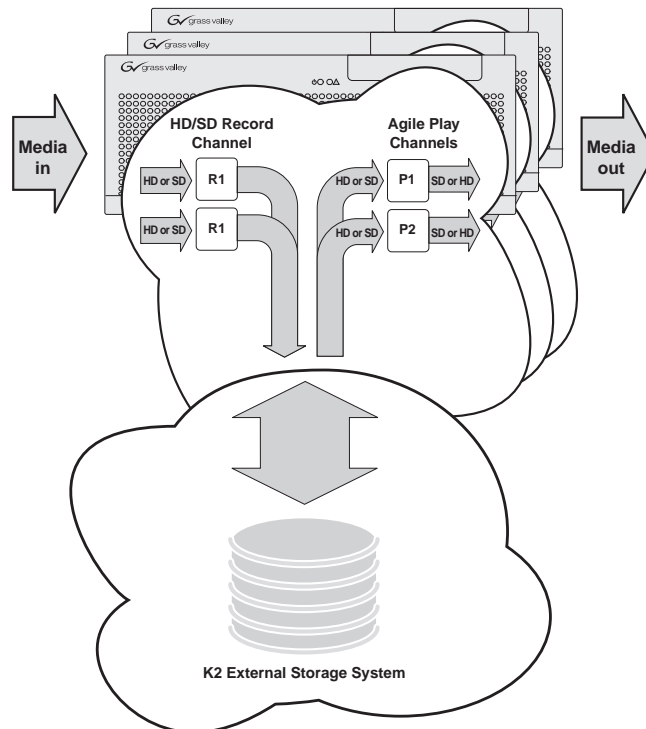 grass valley
grass valley
grass valley
Media
in
HD/SD Record
Channel
Agile Play
Channels
Media
out
HD or SD
R1
HD or SD
P1
SD or HD
HD or SD
R1
HD or SD
P2
SD or HD
K2 External Storage System